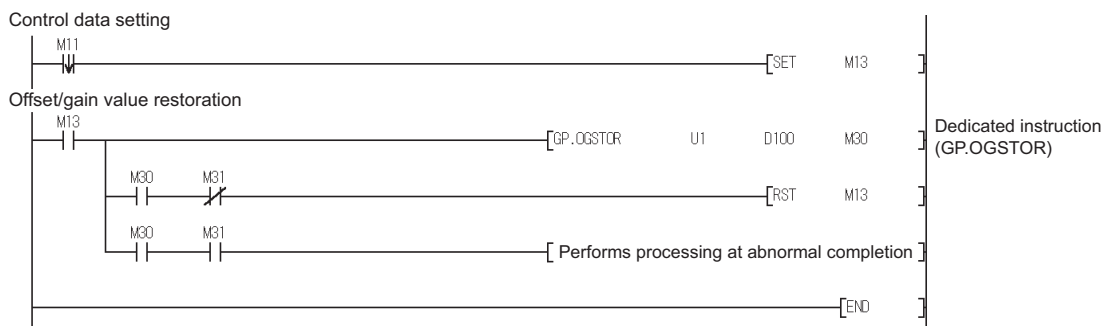 Control data setting
M11
SET M13
Offset/gain value restoration
M13
GP.OGSTOR U1 D100 M30
Dedicated instruction
(GP.OGSTOR)
M30 M31
RST M13
M30 M31
Performs processing at abnormal completion
END